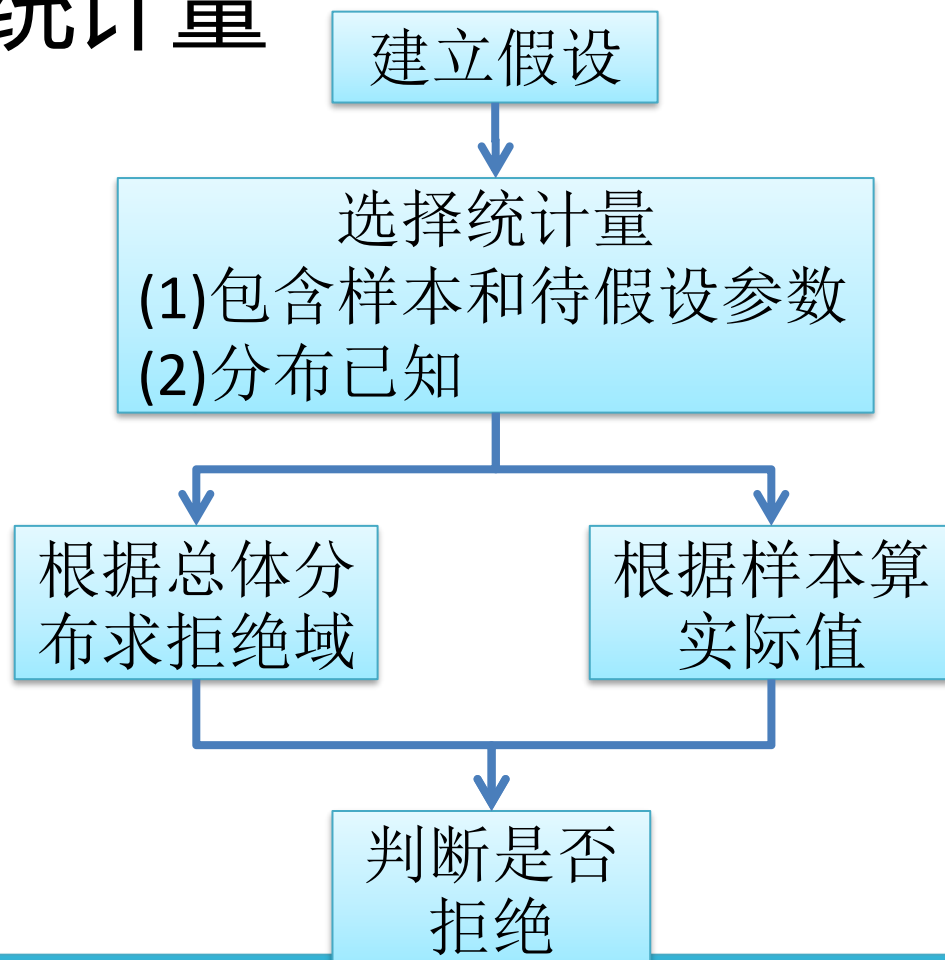 统计量
建立假设
选择统计量
(1)包含样本和待假设参数
(2)分布已知
根据总体分
布求拒绝域
根据样本算
实际值
判断是否
拒绝